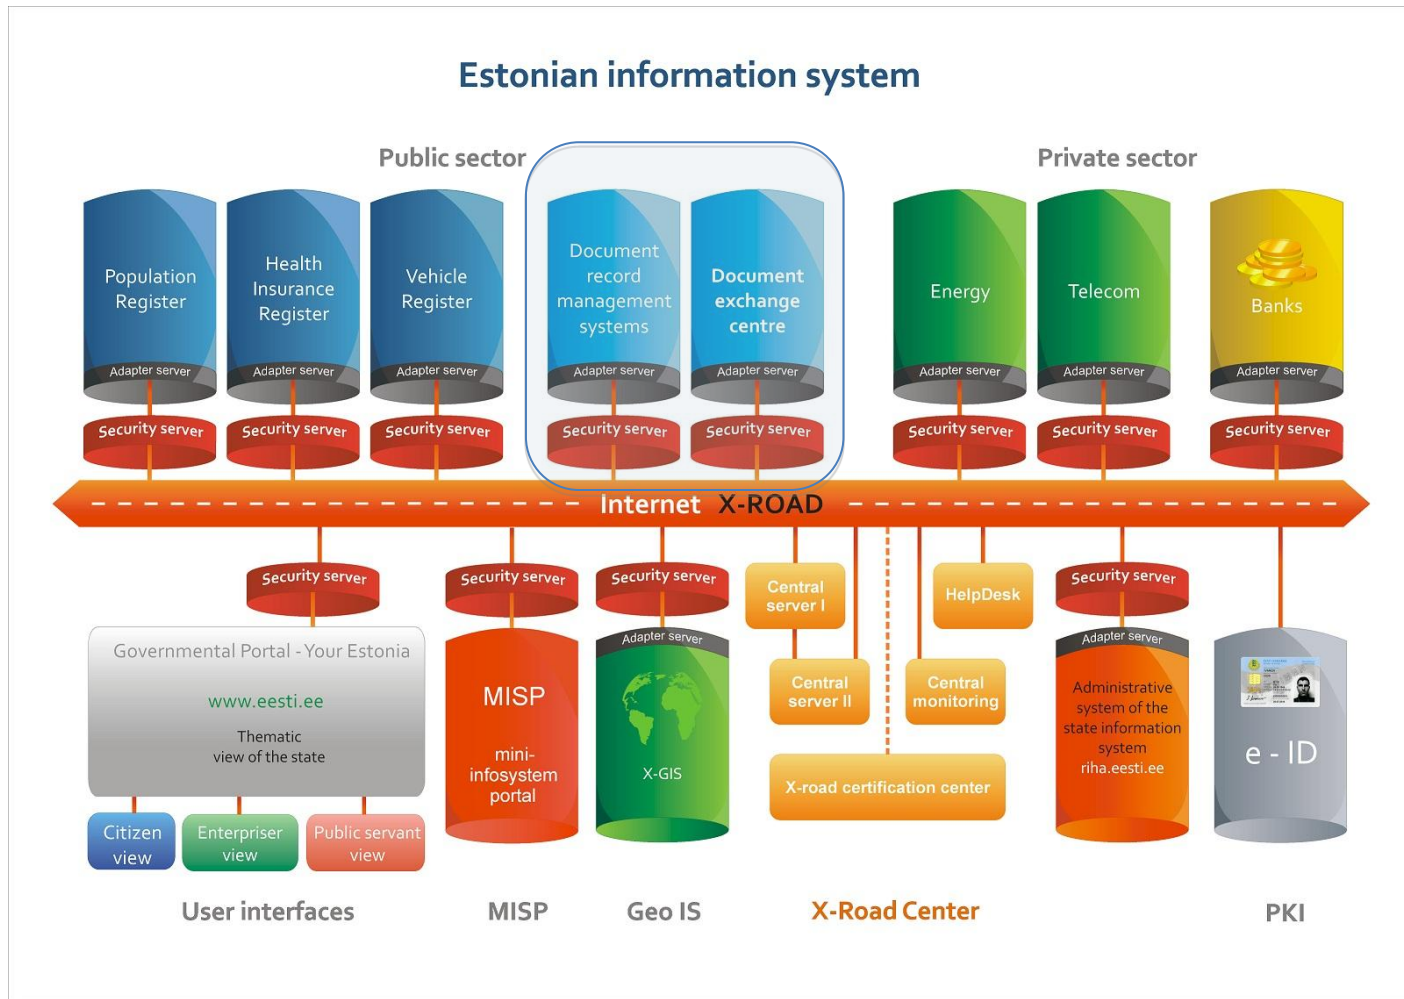 Estonian information system
Public sector
Private sector
Population
Register
Health
Insurance
Register
Vehicle
Register
Document
record
management
systems
Document
exchange
centre
Energy
Telecom
Banks
Adapter server
Adapter server
Adapter server
Adapter server
Adapter server
Adapter server
Adapter server
Adapter server
Security server
Security server
Security server
Security server
Security server
Security server
Security server
Security server
Internet X-ROAD
Security server
Governmental Portal - Your Estonia
www.eesti.ee
Thematic
view of the state
Citizen
view
Enterpriser
view
Public servant
view
Security server
MISP
mini-
infosystem
portal
Security server
Adapter server
X-GIS
Central
server I
HelpDesk
Central
server II
Central
monitoring
X-road certification center
Security server
Adapter server
Administrative
system of the
state information
system
riha.eesti.ee
e - ID
User interfaces
MISP
Geo IS
X-Road Center
PKI